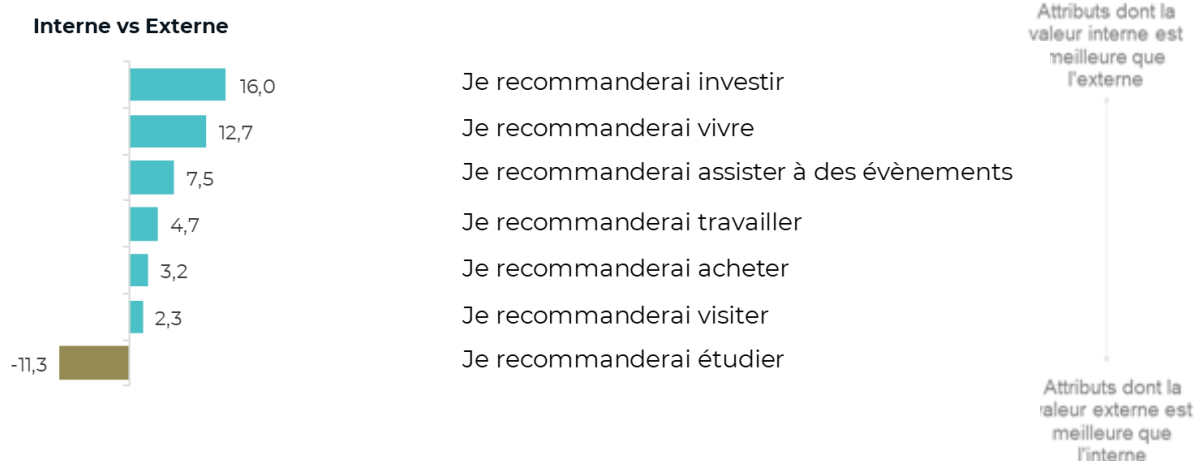 Attributs dont la
valeur interne est
meilleure que
l'externe
Interne vs Externe
16,0 Je recommanderai investir
12,7 Je recommanderai vivre
7,5 Je recommanderai assister à des évènements
4,7 Je recommanderai travailler
3,2 Je recommanderai acheter
2,3 Je recommanderai visiter
-11,3 Je recommanderai étudier
Attributs dont la
valeur externe est
meilleure que
l'interne